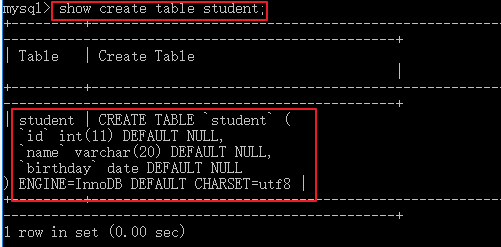 mysql> show create table student;
+---------+-----------------------------------------+
| Table | Create Table
|
+---------+-----------------------------------------+
| student | CREATE TABLE `student` (
`id` int(11) DEFAULT NULL,
`name` varchar(20) DEFAULT NULL,
`birthday` date DEFAULT NULL
) ENGINE=InnoDB DEFAULT CHARSET=utf8 |
+---------+-----------------------------------------+
1 row in set (0.00 sec)